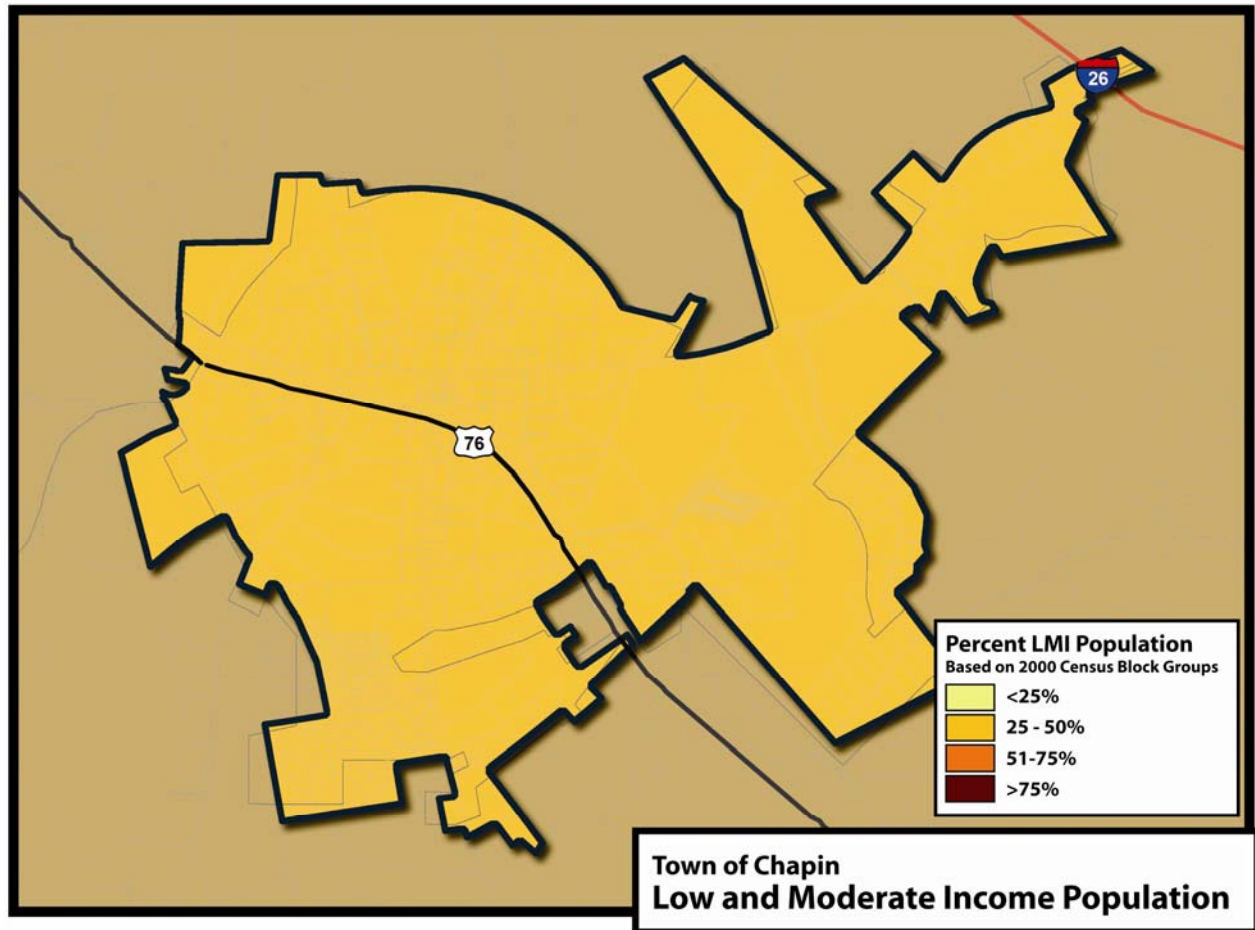 26
76
Percent LMI Population
Based on 2000 Census Block Groups
<25%
25 - 50%
51-75%
>75%
Town of Chapin
Low and Moderate Income Population